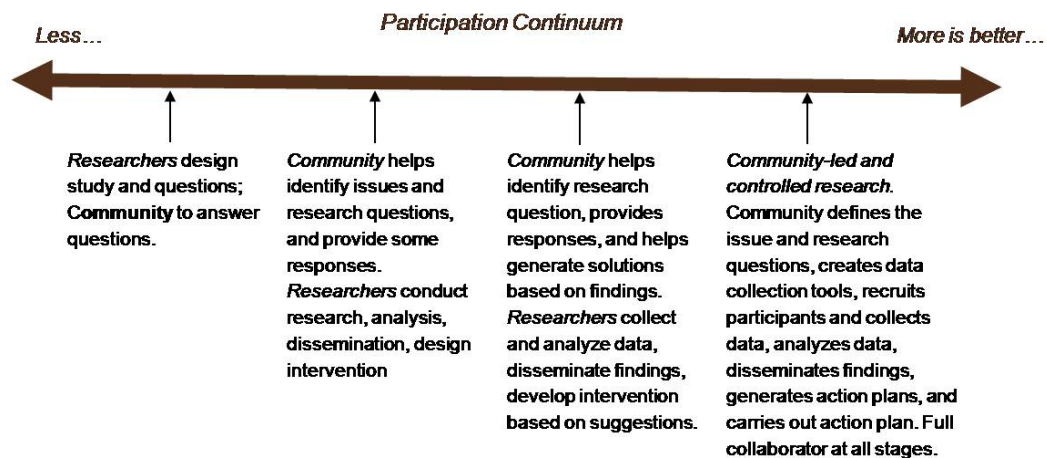 Participation Continuum
Less…
More is better…
Researchers design
study and questions;
Community to answer
questions.
Community helps
identify issues and
research questions,
and provide some
responses.
Researchers conduct
research, analysis,
dissemination, design
intervention
Community helps
identify research
question, provides
responses, and helps
generate solutions
based on findings.
Researchers collect
and analyze data,
disseminate findings,
develop intervention
based on suggestions.
Community-led and
controlled research.
Community defines the
issue and research
questions, creates data
collection tools, recruits
participants and collects
data, analyzes data,
disseminates findings,
generates action plans, and
carries out action plan. Full
collaborator at all stages.